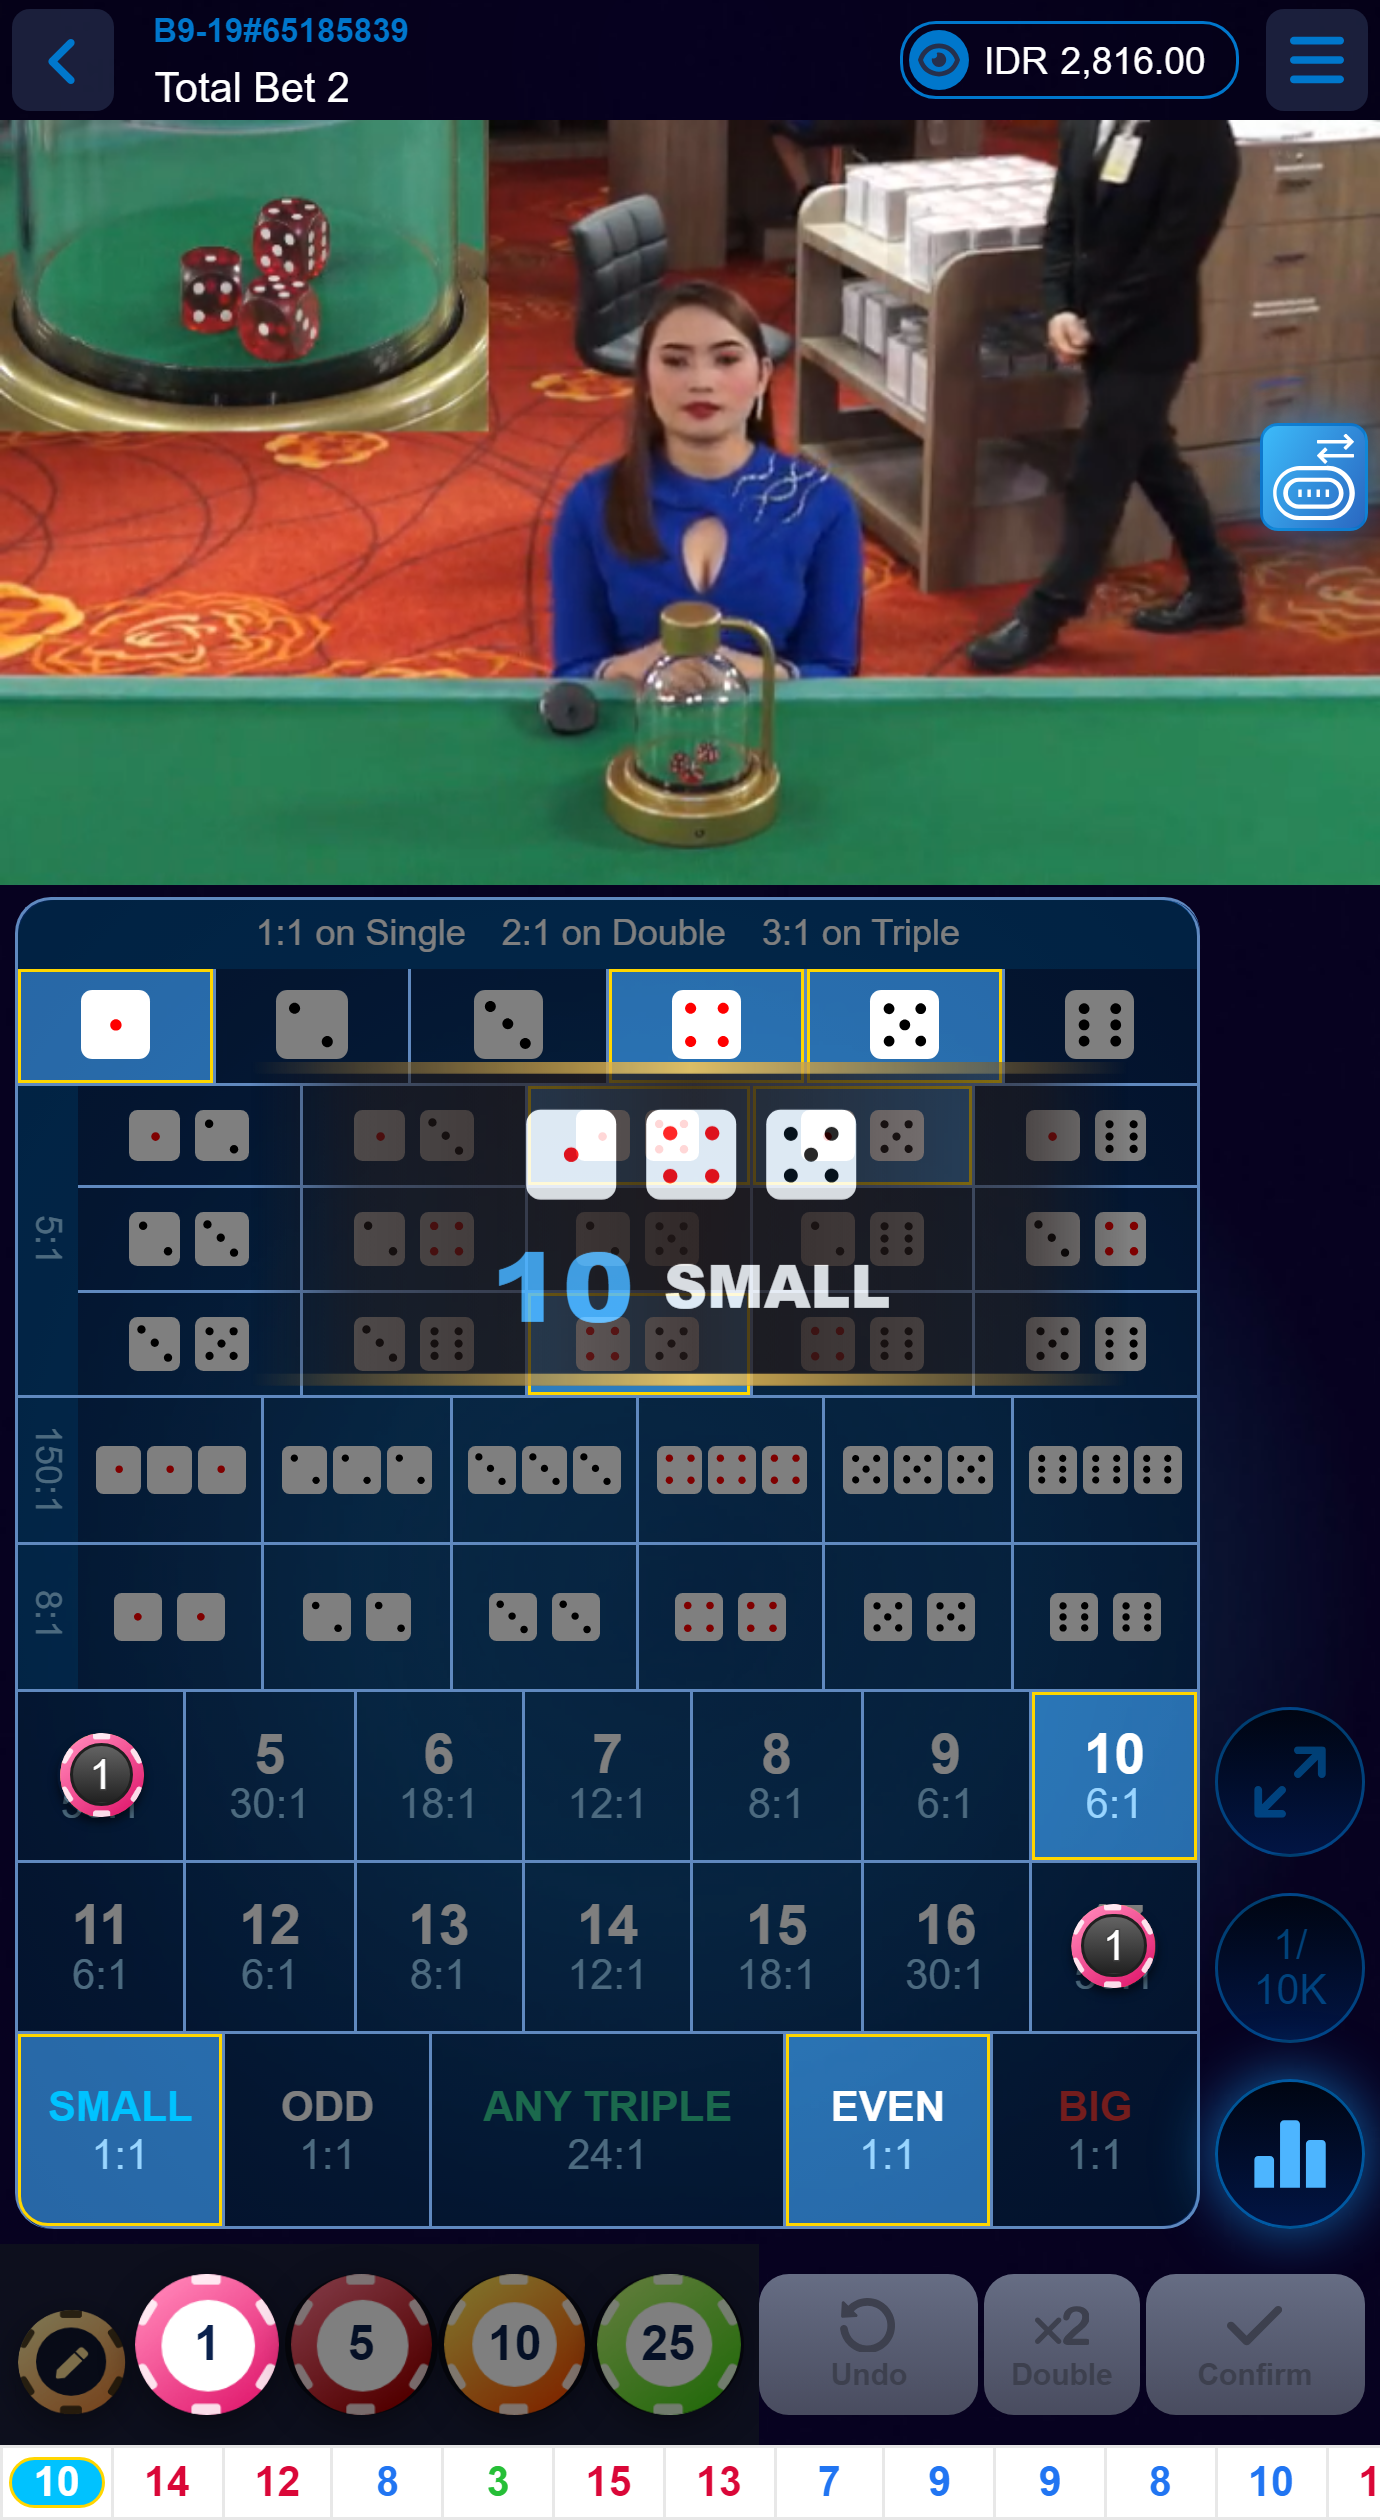 B9-19#65185839
Total Bet 2
IDR 2,816.00
1:1 on Single 2:1 on Double 3:1 on Triple
5:1
10 SMALL
150:1
8:1
1 5 6 7 8 9 10
30:1 18:1 12:1 8:1 6:1 6:1
11 12 13 14 15 16 1
6:1 6:1 8:1 12:1 18:1 30:1
1/
10K
SMALL ODD ANY TRIPLE EVEN BIG
1:1 1:1 24:1 1:1 1:1
1 5 10 25 x2
Undo Double Confirm
10 14 12 8 3 15 13 7 9 9 8 10 1